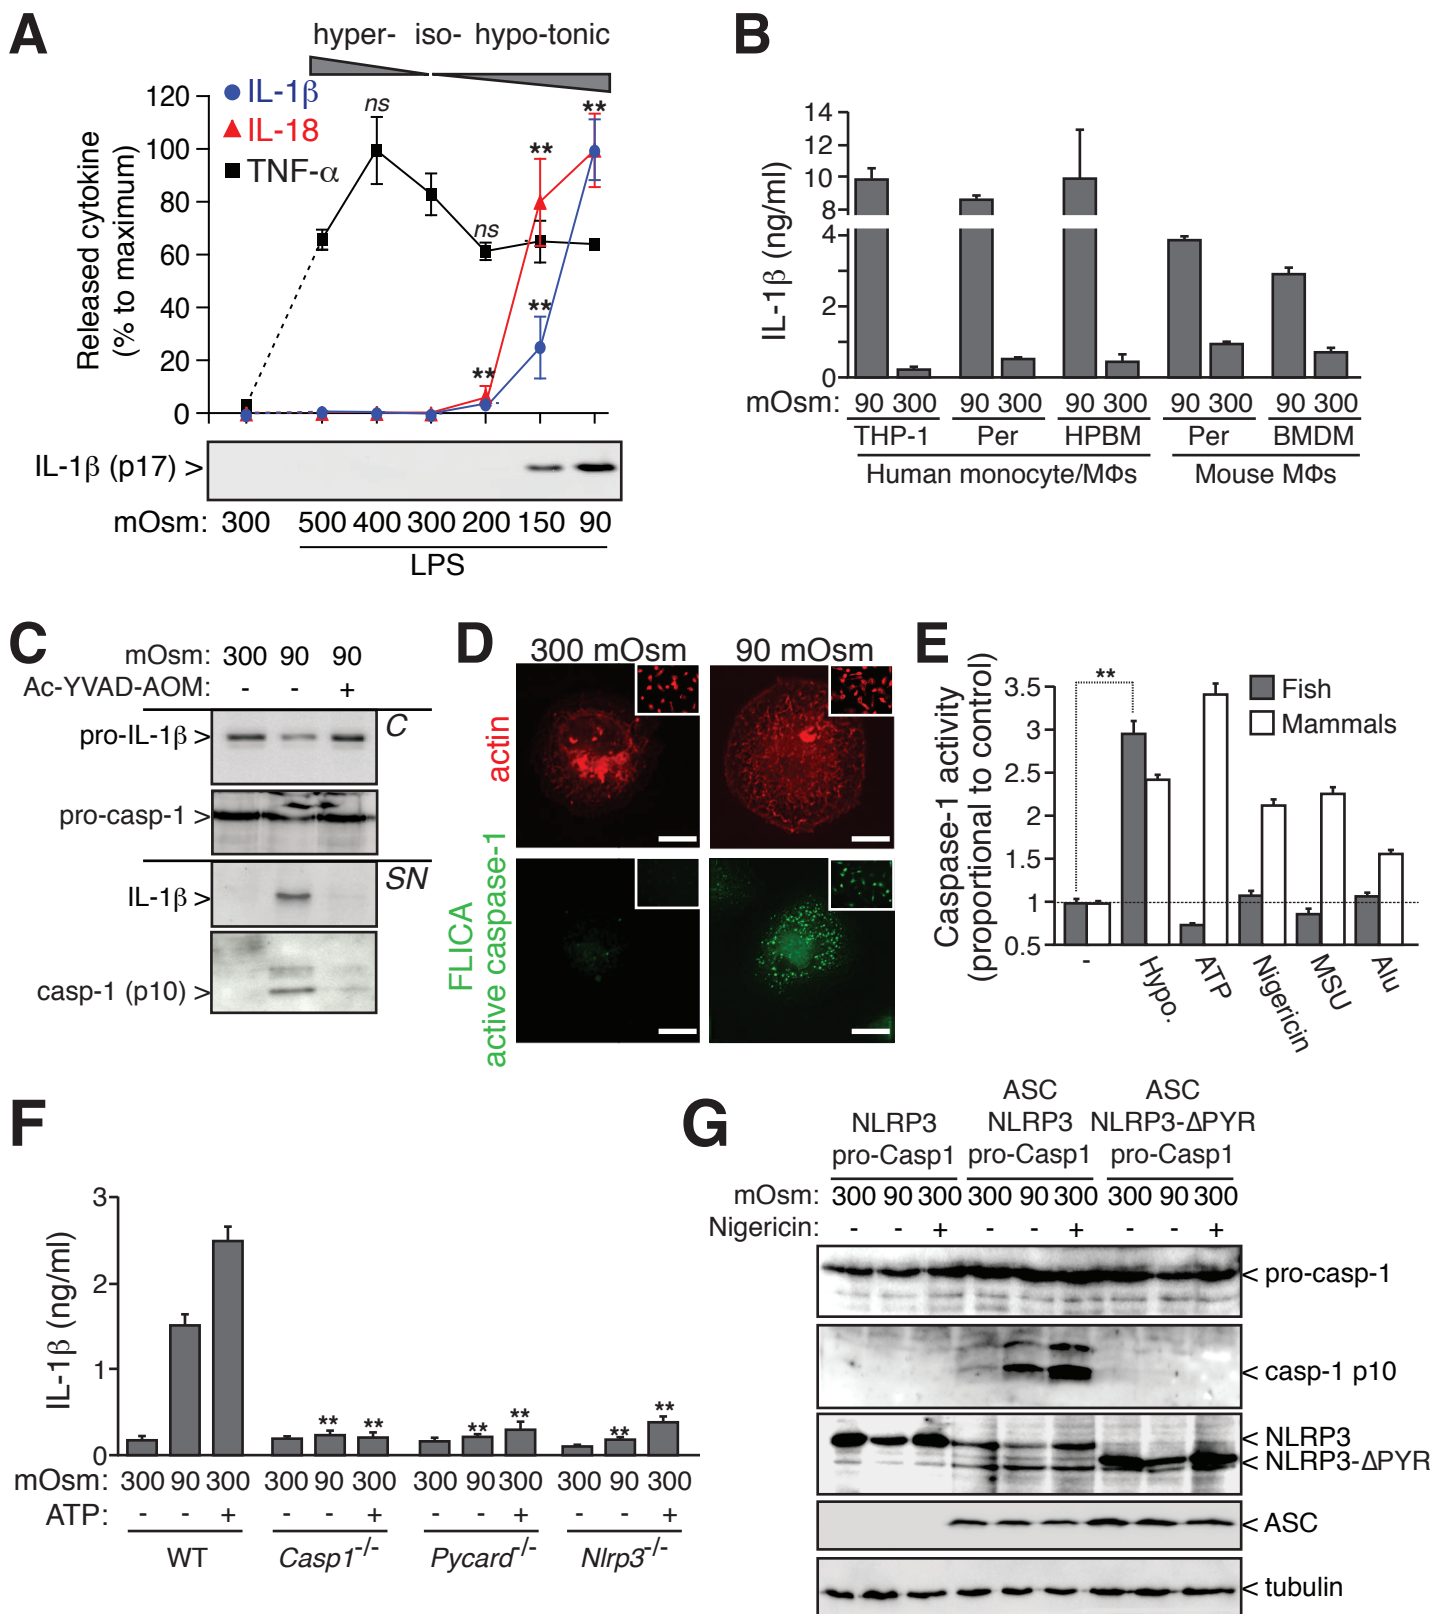 A
hyper- iso- hypo-tonic
IL-1β
IL-18
TNF-α
Released cytokine
(% to maximum)
120
100
80
60
40
20
0
ns
ns
**
**
**
**
IL-1β (p17) >
mOsm: 300 500 400 300 200 150 90
LPS
B
IL-1β (ng/ml)
14
12
10
8
4
2
0
mOsm: 90 300 90 300 90 300 90 300 90 300
THP-1 Per HPBM Per BMDM
Human monocyte/MΦs Mouse MΦs
C
mOsm: 300 90 90
Ac-YVAD-AOM: - - +
C
pro-IL-1β >
pro-casp-1 >
SN
IL-1β >
casp-1 (p10) >
D
300 mOsm 90 mOsm
actin
FLICA
active caspase-1
E
Caspase-1 activity
(proportional to control)
3.5
3
2.5
2
1.5
1
0.5
**
Fish
Mammals
- Hypo. ATP Nigericin MSU Alu
F
IL-1β (ng/ml)
3
2
1
0
** ** ** ** ** **
mOsm: 300 90 300 300 90 300 300 90 300 300 90 300
ATP: - - + - - + - - + - - +
WT Casp1-/- Pycard-/- Nlrp3-/-
G
ASC ASC
NLRP3 NLRP3 NLRP3-ΔPYR
pro-Casp1 pro-Casp1 pro-Casp1
mOsm: 300 90 300 300 90 300 300 90 300
Nigericin: - - + - - + - - +
< pro-casp-1
< casp-1 p10
< NLRP3
< NLRP3-ΔPYR
< ASC
< tubulin